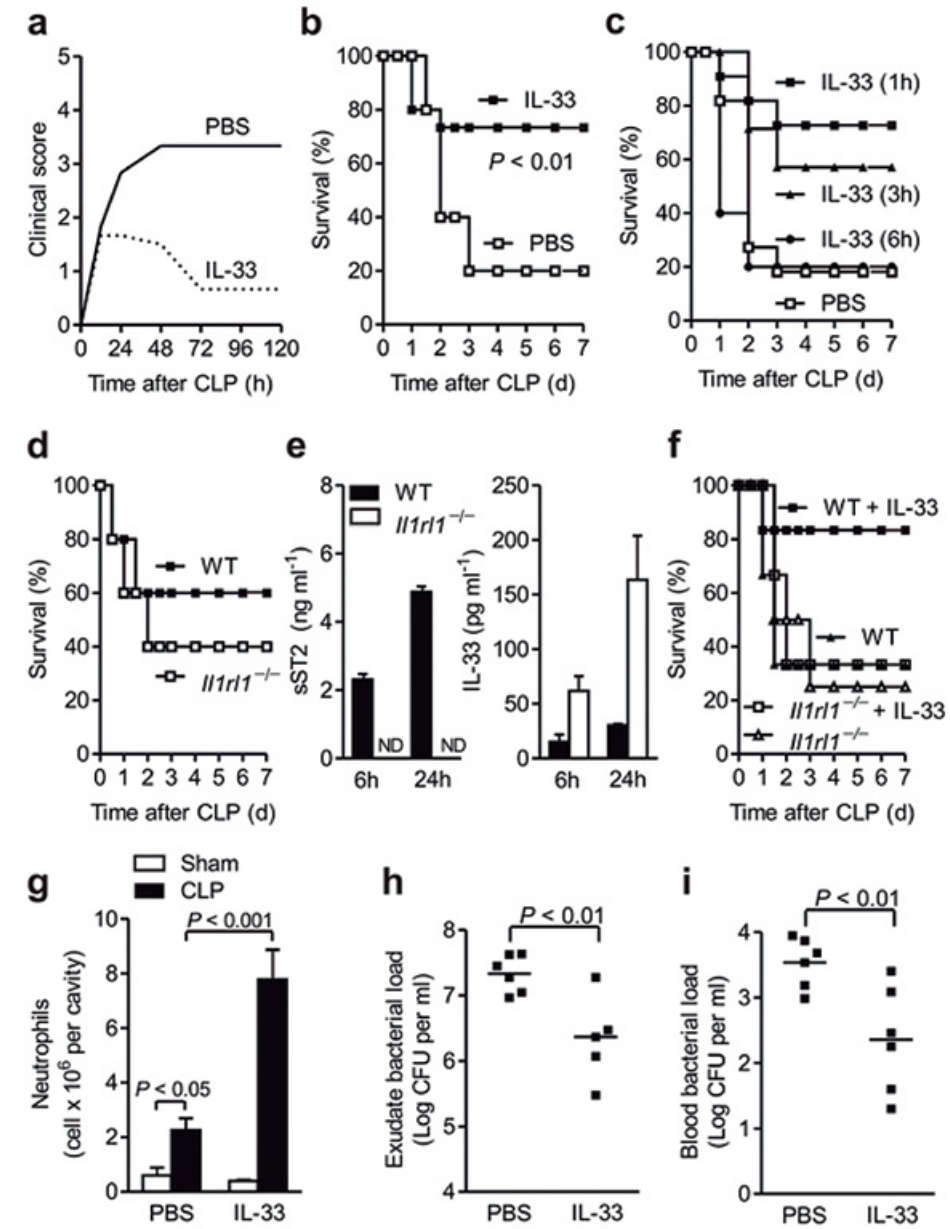 a
5
4
3
2
1
0
Clinical score
PBS
IL-33
0 24 48 72 96 120
Time after CLP (h)
b
100
80
60
40
20
0
Survival (%)
IL-33
P < 0.01
PBS
0 1 2 3 4 5 6 7
Time after CLP (d)
c
100
80
60
40
20
0
Survival (%)
IL-33 (1h)
IL-33 (3h)
IL-33 (6h)
PBS
0 1 2 3 4 5 6 7
Time after CLP (d)
d
100
80
60
40
20
0
Survival (%)
WT
Il1rl1⁻/⁻
0 1 2 3 4 5 6 7
Time after CLP (d)
e
WT
Il1rl1⁻/⁻
8
6
4
2
0
sST2 (ng ml⁻¹)
ND
ND
6h 24h
250
200
150
100
50
0
IL-33 (pg ml⁻¹)
6h 24h
f
100
80
60
40
20
0
Survival (%)
WT + IL-33
WT
Il1rl1⁻/⁻ + IL-33
Il1rl1⁻/⁻
0 1 2 3 4 5 6 7
Time after CLP (d)
g
Sham
CLP
10
8
6
4
2
0
Neutrophils
(cell x 10⁶ per cavity)
P < 0.001
P < 0.05
PBS IL-33
h
8
7
6
5
4
Exudate bacterial load
(Log CFU per ml)
P < 0.01
PBS IL-33
i
4
3
2
1
0
Blood bacterial load
(Log CFU per ml)
P < 0.01
PBS IL-33